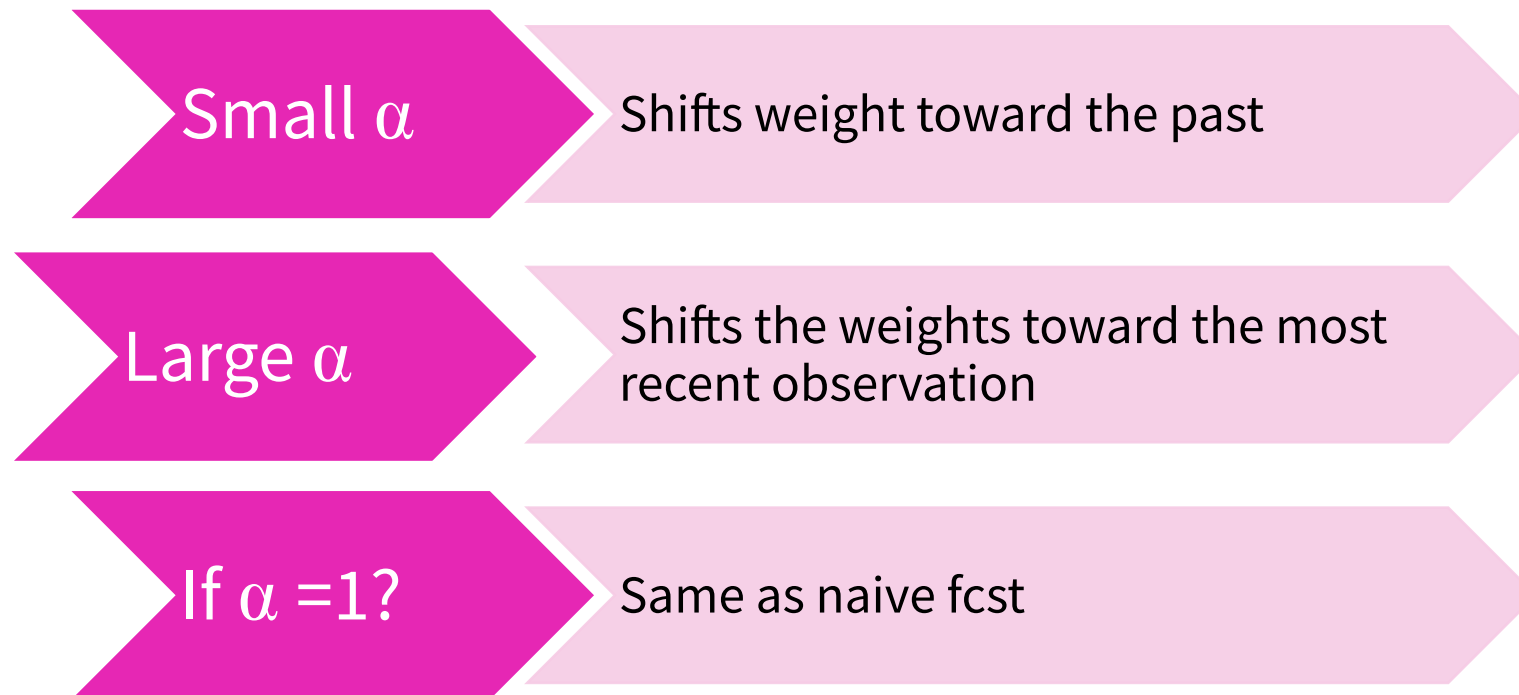 Small α
Shifts weight toward the past
Large α
Shifts the weights toward the most
recent observation
If α =1?
Same as naive fcst